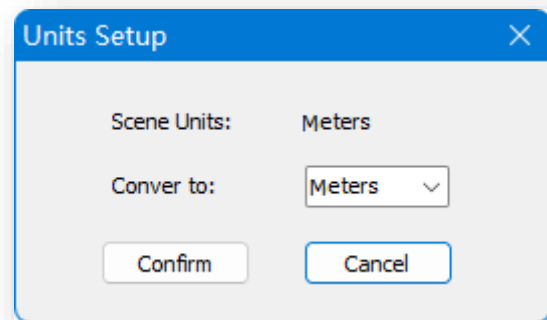 Units Setup
Scene Units: Meters
Conver to: Meters
Confirm Cancel